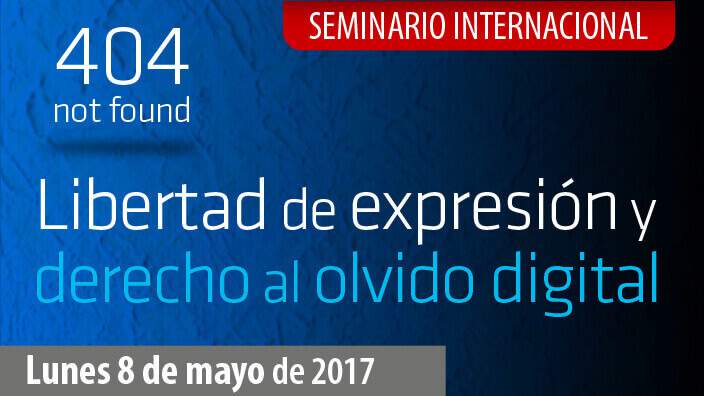 SEMINARIO INTERNACIONAL
404
not found
Libertad de expresión y
derecho al olvido digital
Lunes 8 de mayo de 2017